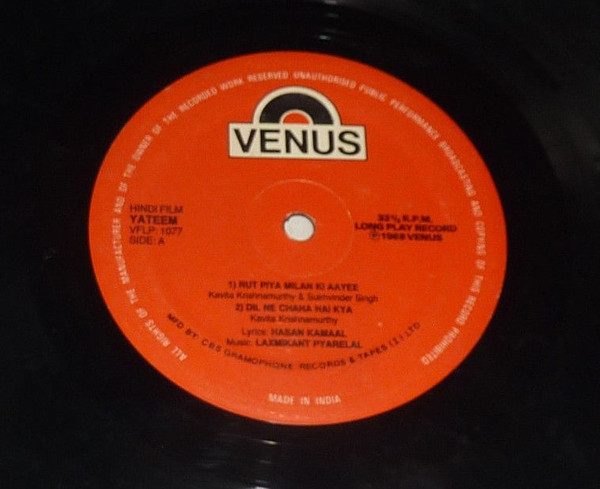 ALL RIGHTS OF THE MANUFACTURER AND OF THE OWNER OF THE RECORDED WORK RESERVED UNAUTHORISED PUBLIC PERFORMANCE BROADCASTING AND COPYING OF THIS RECORD PROHIBITED
VENUS
HINDI FILM
YATEEM
VFLP: 1077
SIDE: A
33⅓ R.P.M.
LONG PLAY RECORD
Ⓟ 1988 VENUS
1) RUT PIYA MILAN KI AAYEE
Kavita Krishnamurthy & Sukhvinder Singh
2) DIL NE CHAHA HAI KYA
Kavita Krishnamurthy
Lyrics: HASAN KAMAAL
Music: LAXMIKANT PYARELAL
MFD BY: CBS GRAMOPHONE RECORDS & TAPES (I) LTD
MADE IN INDIA